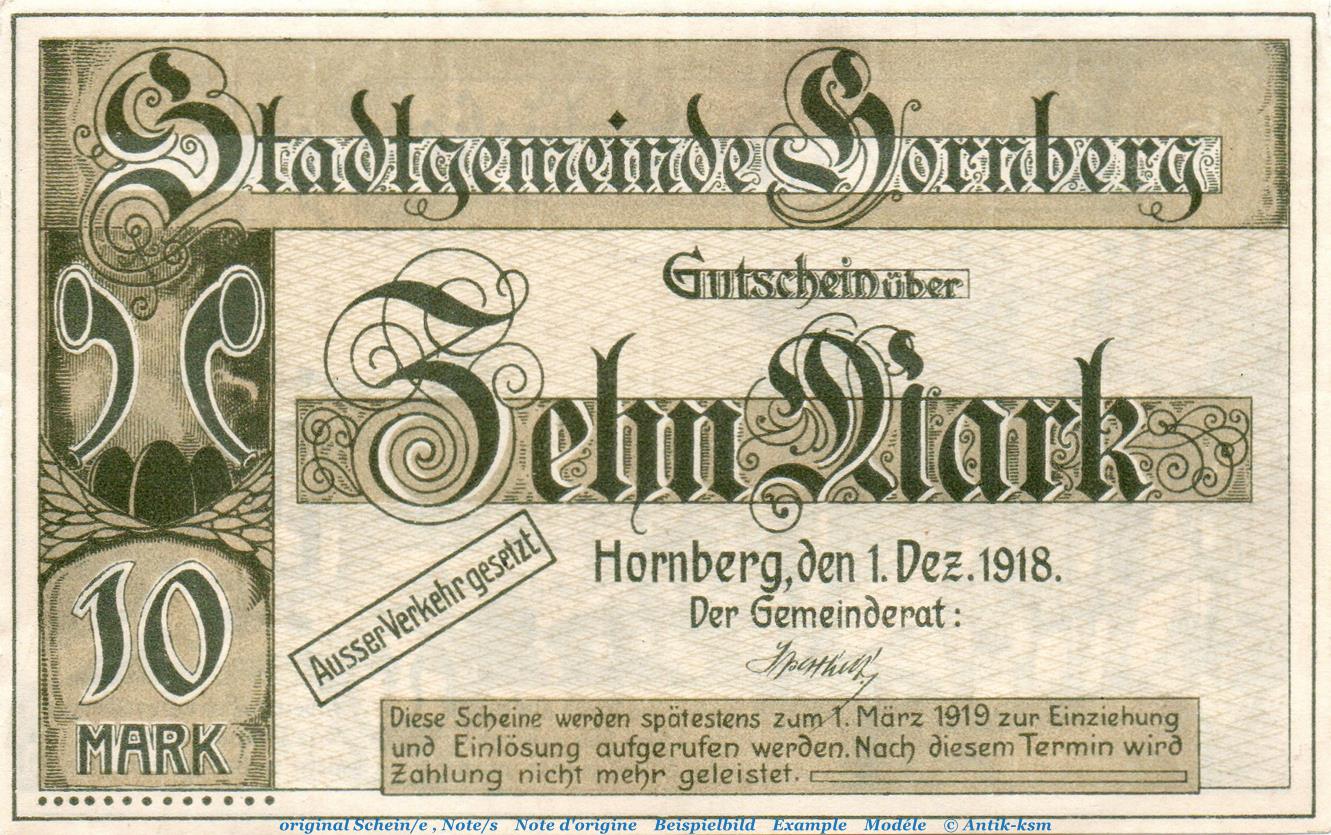 Stadtgemeinde Hornberg
Gutschein über
Zehn Mark
Hornberg, den 1. Dez. 1918.
Der Gemeinderat:
Ausser Verkehr gesetzt
10
MARK
Diese Scheine werden spätestens zum 1. März 1919 zur Einziehung
und Einlösung aufgerufen werden. Nach diesem Termin wird
Zahlung nicht mehr geleistet.
original Schein/e , Note/s Note d'origine Beispielbild Example Modéle © Antik-ksm